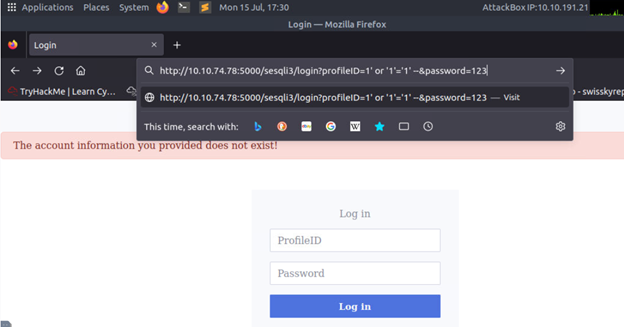 Applications Places System Mon 15 Jul, 17:30 AttackBox IP:10.10.191.21
Login — Mozilla Firefox
Login
http://10.10.74.78:5000/sesqli3/login?profileID=1' or '1'='1' --&password=123
TryHackMe | Learn Cy… - swisskyrep
http://10.10.74.78:5000/sesqli3/login?profileID=1' or '1'='1' --&password=123 — Visit
This time, search with:
The account information you provided does not exist!
Log in
ProfileID
Password
Log in